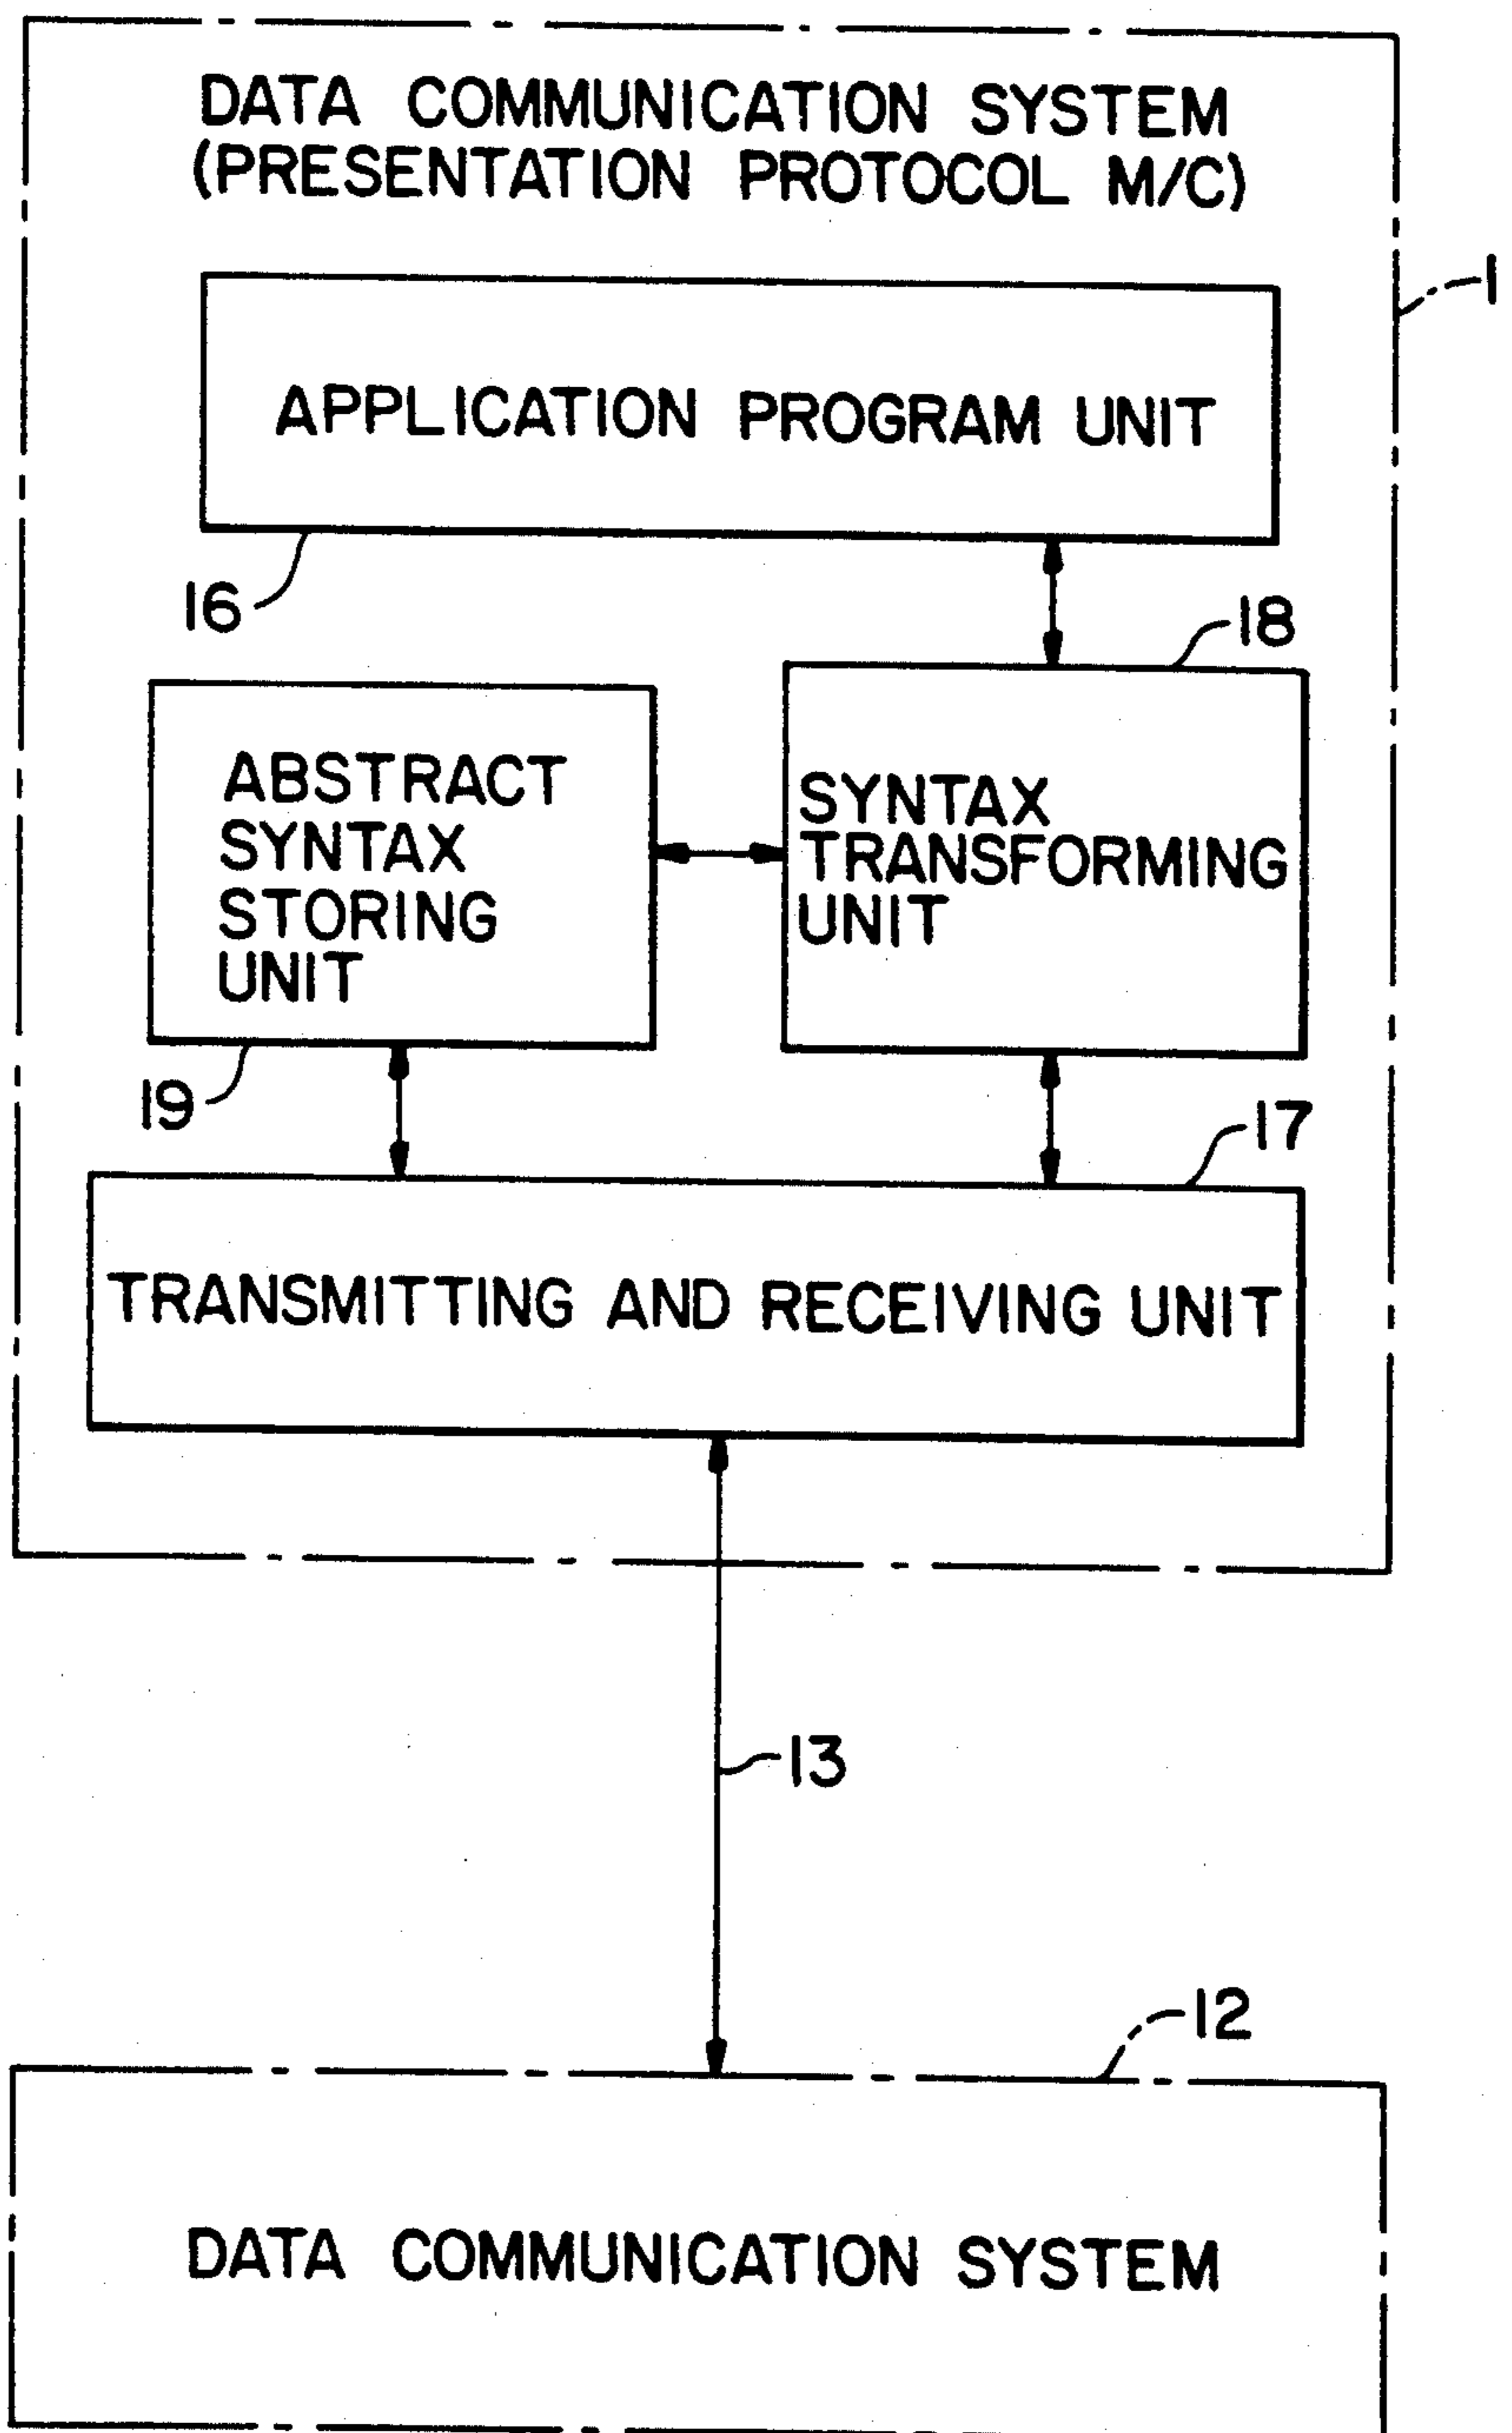 DATA COMMUNICATION SYSTEM
(PRESENTATION PROTOCOL M/C)
1
APPLICATION PROGRAM UNIT
16
18
ABSTRACT
SYNTAX
STORING
UNIT
SYNTAX
TRANSFORMING
UNIT
19
17
TRANSMITTING AND RECEIVING UNIT
13
12
DATA COMMUNICATION SYSTEM